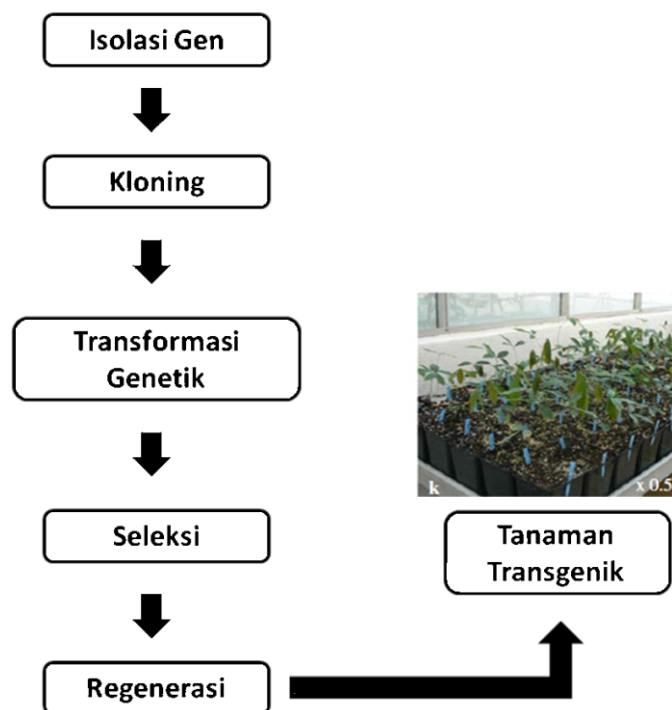 Isolasi Gen
Kloning
Transformasi
Genetik
Seleksi
Regenerasi
k
x 0.5
Tanaman
Transgenik